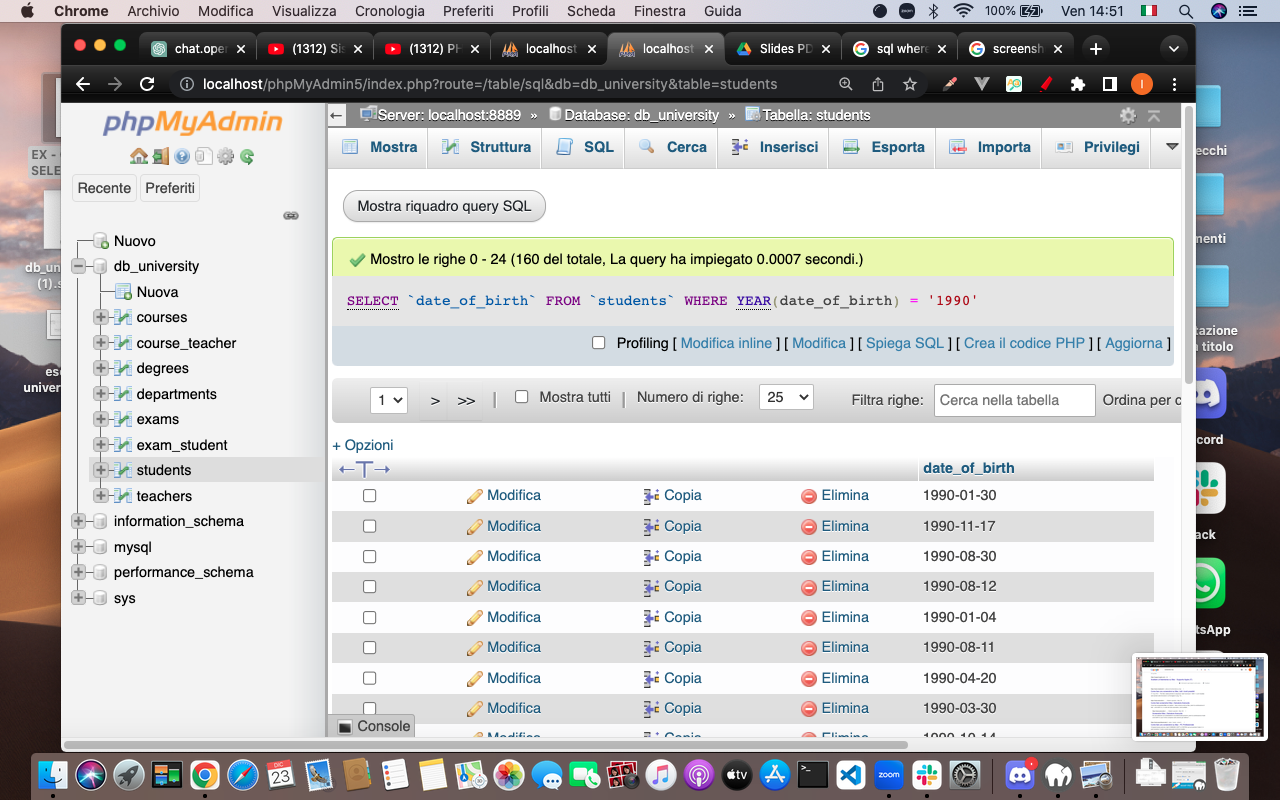 Chrome Archivio Modifica Visualizza Cronologia Preferiti Profili Scheda Finestra Guida 100% Ven 14:51
chat.oper (1312) Sis (1312) PH localhost localhost Slides PD sql where screensh
localhost/phpMyAdmin5/index.php?route=/table/sql&db=db_university&table=students I
phpMyAdmin
Recente Preferiti
Nuovo
db_university
Nuova
courses
course_teacher
degrees
departments
exams
exam_student
students
teachers
information_schema
mysql
performance_schema
sys
Server: localhost:8889 » Database: db_university » Tabella: students
Mostra Struttura SQL Cerca Inserisci Esporta Importa Privilegi
Mostra riquadro query SQL
Mostro le righe 0 - 24 (160 del totale, La query ha impiegato 0.0007 secondi.)
SELECT `date_of_birth` FROM `students` WHERE YEAR(date_of_birth) = '1990'
Profiling [ Modifica inline ] [ Modifica ] [ Spiega SQL ] [ Crea il codice PHP ] [ Aggiorna ]
1 > >> | Mostra tutti | Numero di righe: 25 Filtra righe: Cerca nella tabella Ordina per c
+ Opzioni
date_of_birth
Modifica Copia Elimina 1990-01-30
Modifica Copia Elimina 1990-11-17
Modifica Copia Elimina 1990-08-30
Modifica Copia Elimina 1990-08-12
Modifica Copia Elimina 1990-01-04
Modifica Copia Elimina 1990-08-11
Modifica Copia Elimina 1990-04-20
Modifica Copia Elimina 1990-03-30
Console
EX -
SELE
db_un
(1).s
ese
univer
ecchi
menti
tazione
a titolo
cord
ack
tsApp
DIC
23
tv
zoom